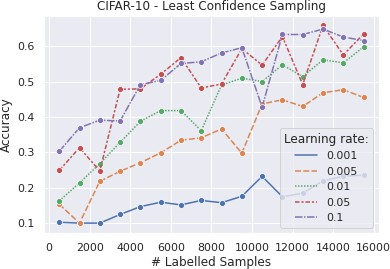 CIFAR-10 - Least Confidence Sampling
Accuracy
0.6
0.5
0.4
0.3
0.2
0.1
Learning rate:
0.001
0.005
0.01
0.05
0.1
0 2000 4000 6000 8000 10000 12000 14000 16000
# Labelled Samples